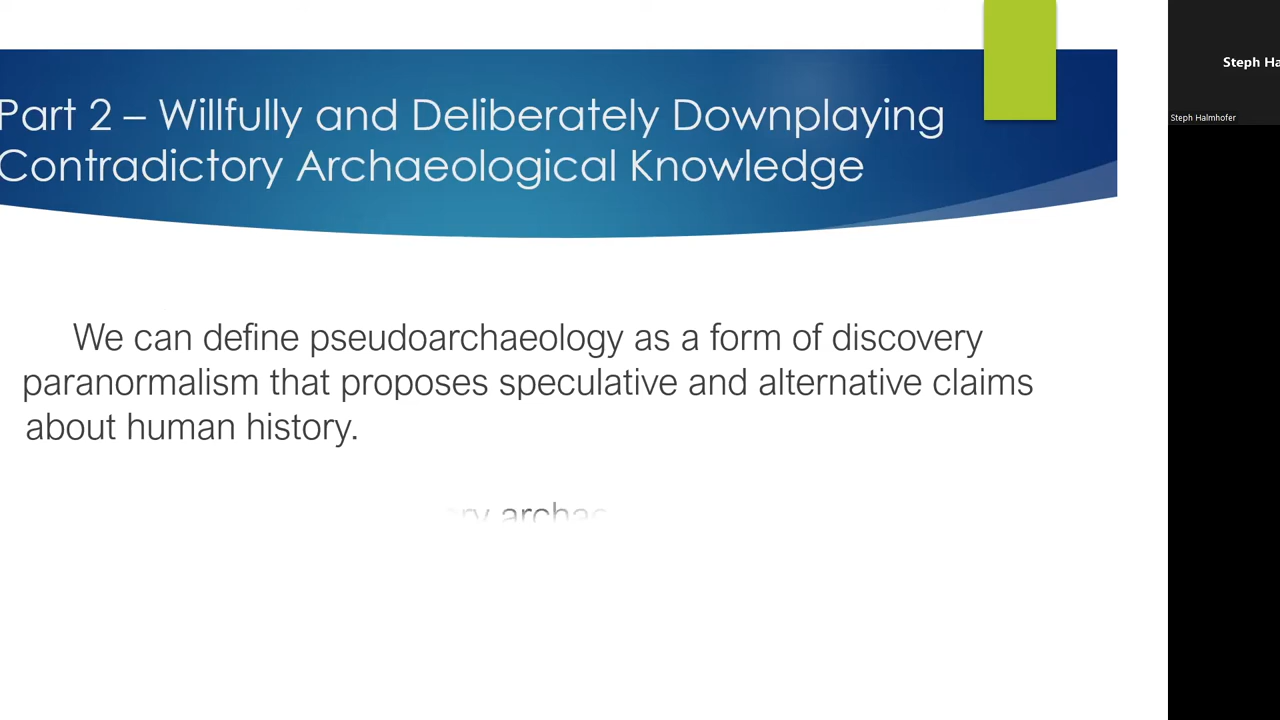 Part 2 – Willfully and Deliberately Downplaying
Contradictory Archaeological Knowledge
We can define pseudoarchaeology as a form of discovery
paranormalism that proposes speculative and alternative claims
about human history.
Steph Ha
Steph Halmhofer